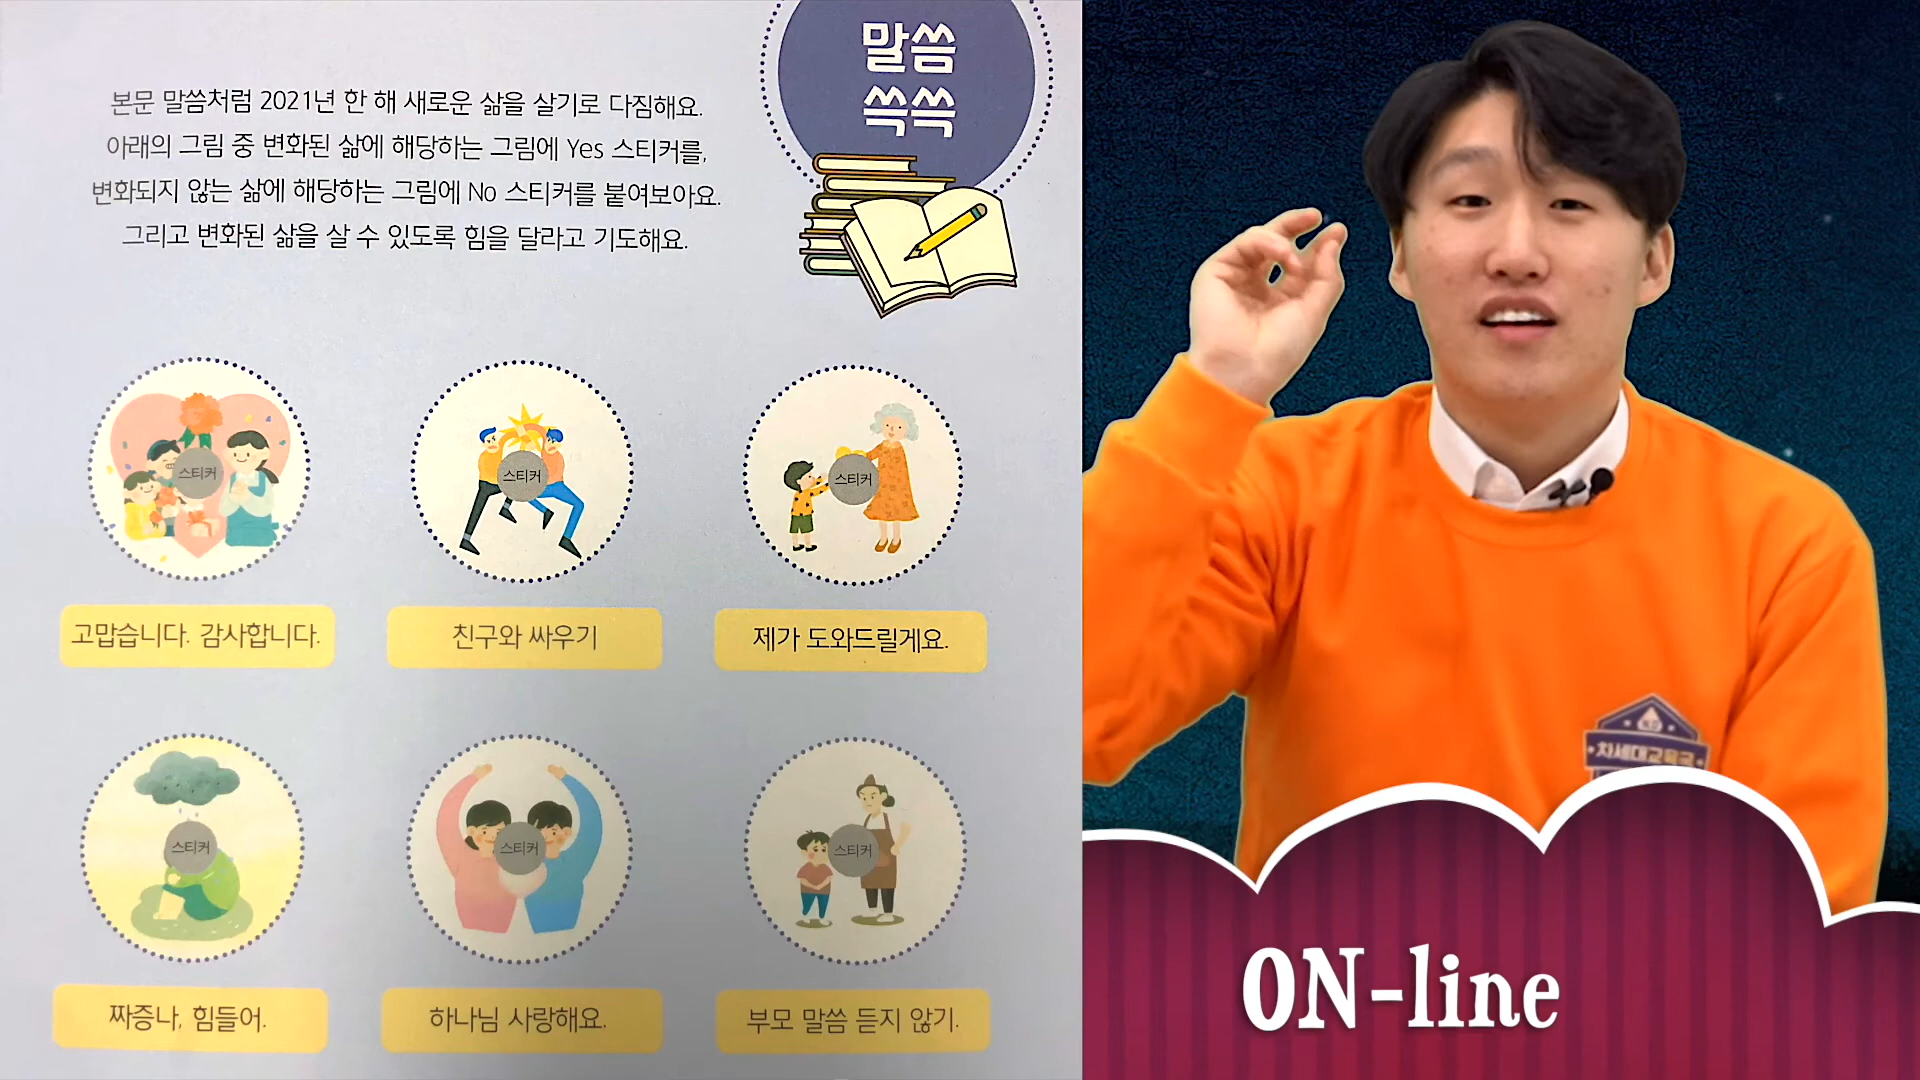 말씀
쓱쓱
본문 말씀처럼 2021년 한 해 새로운 삶을 살기로 다짐해요.
아래의 그림 중 변화된 삶에 해당하는 그림에 Yes 스티커를,
변화되지 않는 삶에 해당하는 그림에 No 스티커를 붙여보아요.
그리고 변화된 삶을 살 수 있도록 힘을 달라고 기도해요.
스티커
스티커
스티커
고맙습니다. 감사합니다.
친구와 싸우기
제가 도와드릴게요.
스티커
스티커
스티커
짜증나, 힘들어.
하나님 사랑해요.
부모 말씀 듣지 않기.
차세대교육국
ON-line